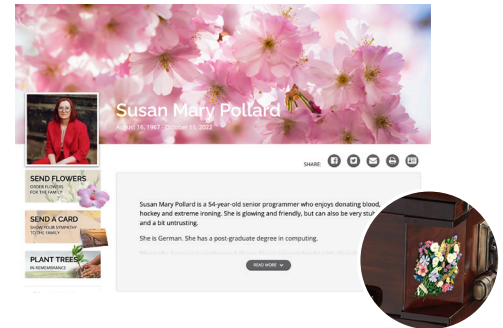 Susan Mary Pollard
August 16, 1967 - October 11, 2022
SHARE:
SEND FLOWERS
ORDER FLOWERS
FOR THE FAMILY
SEND A CARD
SHOW YOUR SYMPATHY
TO THE FAMILY
PLANT TREES
IN REMEMBRANCE
Susan Mary Pollard is a 54-year-old senior programmer who enjoys donating blood,
hockey and extreme ironing. She is glowing and friendly, but can also be very
and a bit untrusting.
She is German. She has a post-graduate degree in computing.
READ MORE